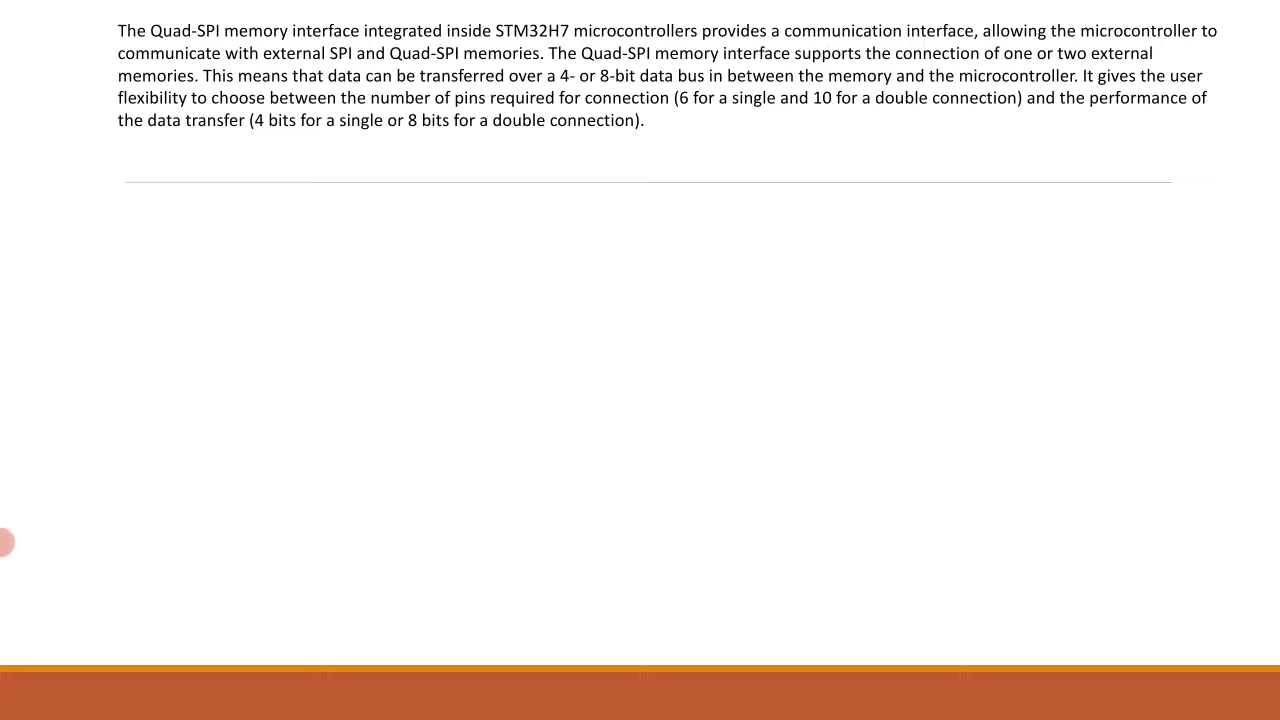 The Quad-SPI memory interface integrated inside STM32H7 microcontrollers provides a communication interface, allowing the microcontroller to
communicate with external SPI and Quad-SPI memories. The Quad-SPI memory interface supports the connection of one or two external
memories. This means that data can be transferred over a 4- or 8-bit data bus in between the memory and the microcontroller. It gives the user
flexibility to choose between the number of pins required for connection (6 for a single and 10 for a double connection) and the performance of
the data transfer (4 bits for a single or 8 bits for a double connection).